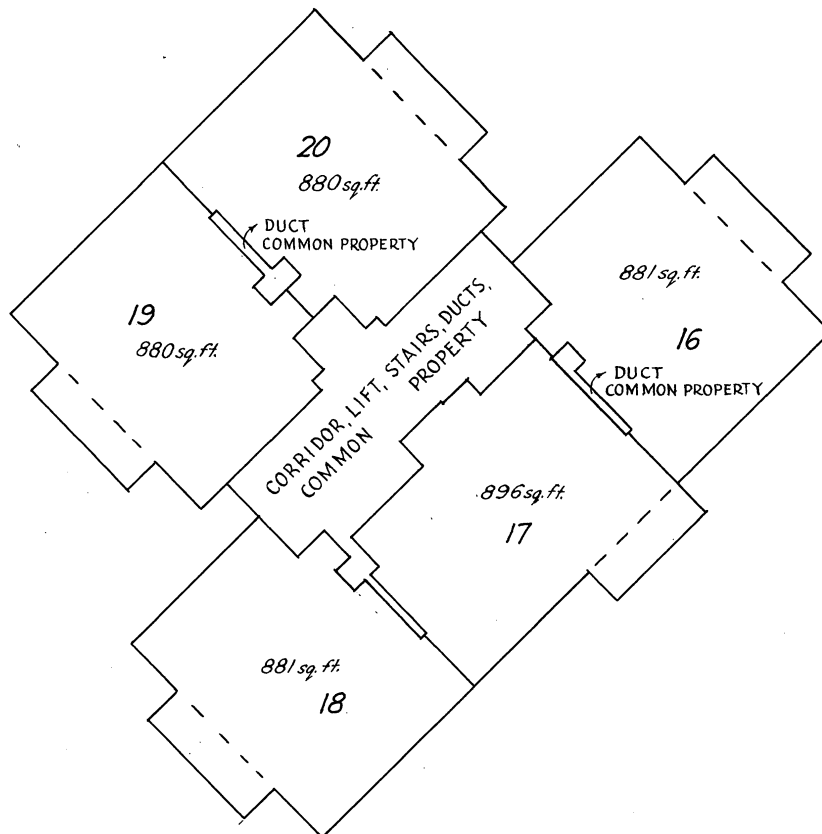 20
880 sq.ft.
DUCT
COMMON PROPERTY
19
880 sq.ft.
881 sq.ft.
16
DUCT
COMMON PROPERTY
CORRIDOR, LIFT, STAIRS, DUCTS,
COMMON PROPERTY
896 sq.ft.
17
881 sq.ft.
18